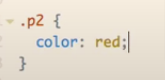 .p2 {
color: red;
}